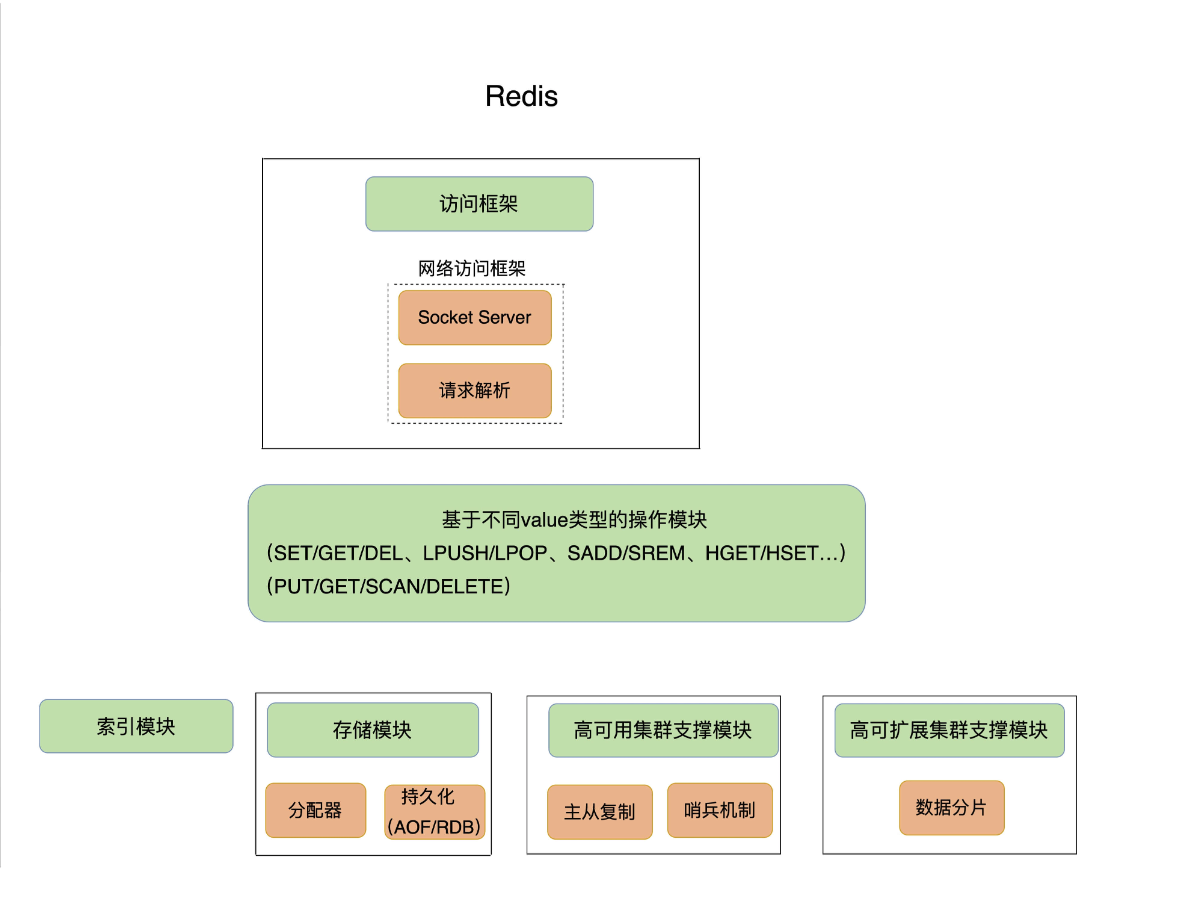 Redis
访问框架
网络访问框架
Socket Server
请求解析
基于不同value类型的操作模块
（SET/GET/DEL、LPUSH/LPOP、SADD/SREM、HGET/HSET…）
（PUT/GET/SCAN/DELETE）
索引模块
存储模块
分配器
持久化
(AOF/RDB)
高可用集群支撑模块
主从复制
哨兵机制
高可扩展集群支撑模块
数据分片